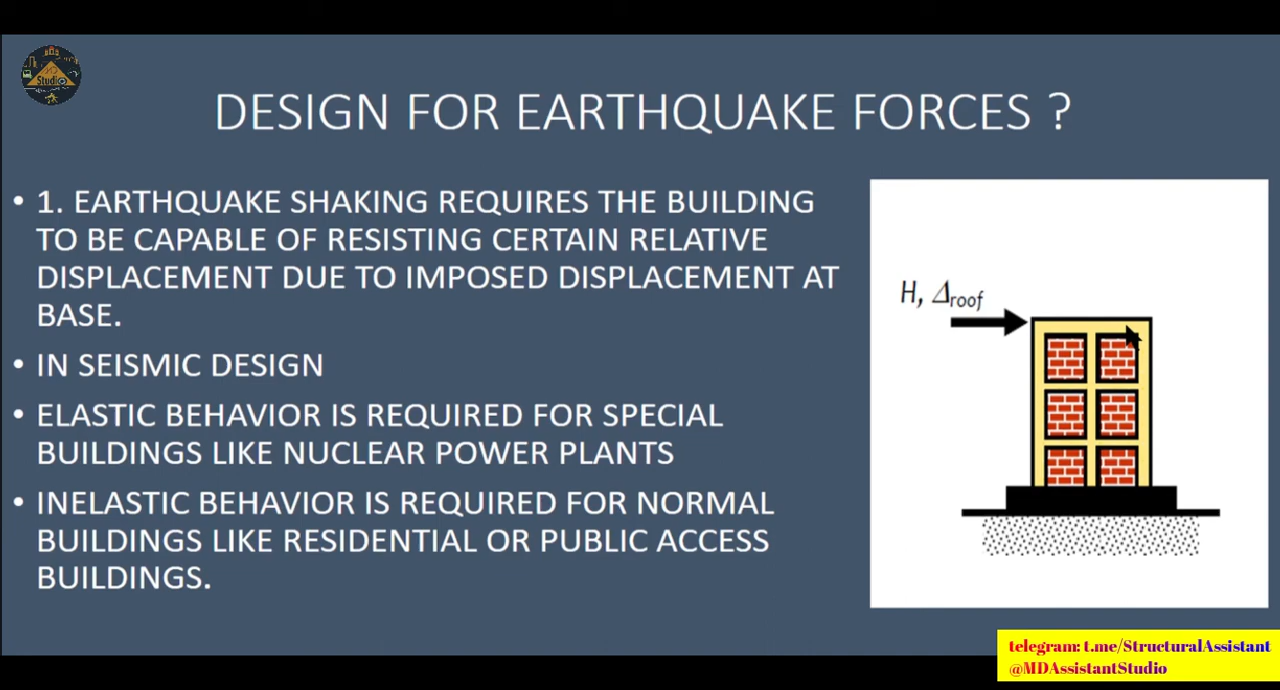 Studio
DESIGN FOR EARTHQUAKE FORCES ?
• 1. EARTHQUAKE SHAKING REQUIRES THE BUILDING
TO BE CAPABLE OF RESISTING CERTAIN RELATIVE
DISPLACEMENT DUE TO IMPOSED DISPLACEMENT AT
BASE.
• IN SEISMIC DESIGN
• ELASTIC BEHAVIOR IS REQUIRED FOR SPECIAL
BUILDINGS LIKE NUCLEAR POWER PLANTS
• INELASTIC BEHAVIOR IS REQUIRED FOR NORMAL
BUILDINGS LIKE RESIDENTIAL OR PUBLIC ACCESS
BUILDINGS.
H, Δroof
telegram: t.me/StructuralAssistant
@MDAssistantStudio